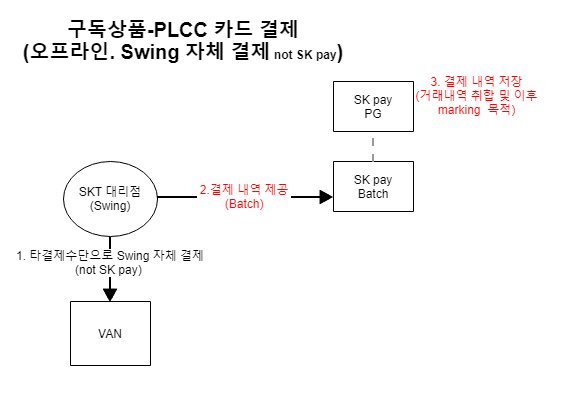 구독상품-PLCC 카드 결제
(오프라인. Swing 자체 결제 not SK pay)
3. 결제 내역 저장
(거래내역 취합 및 이후
marking 목적)
SK pay
PG
SKT 대리점
(Swing)
2.결제 내역 제공
(Batch)
SK pay
Batch
1. 타결제수단으로 Swing 자체 결제
(not SK pay)
VAN